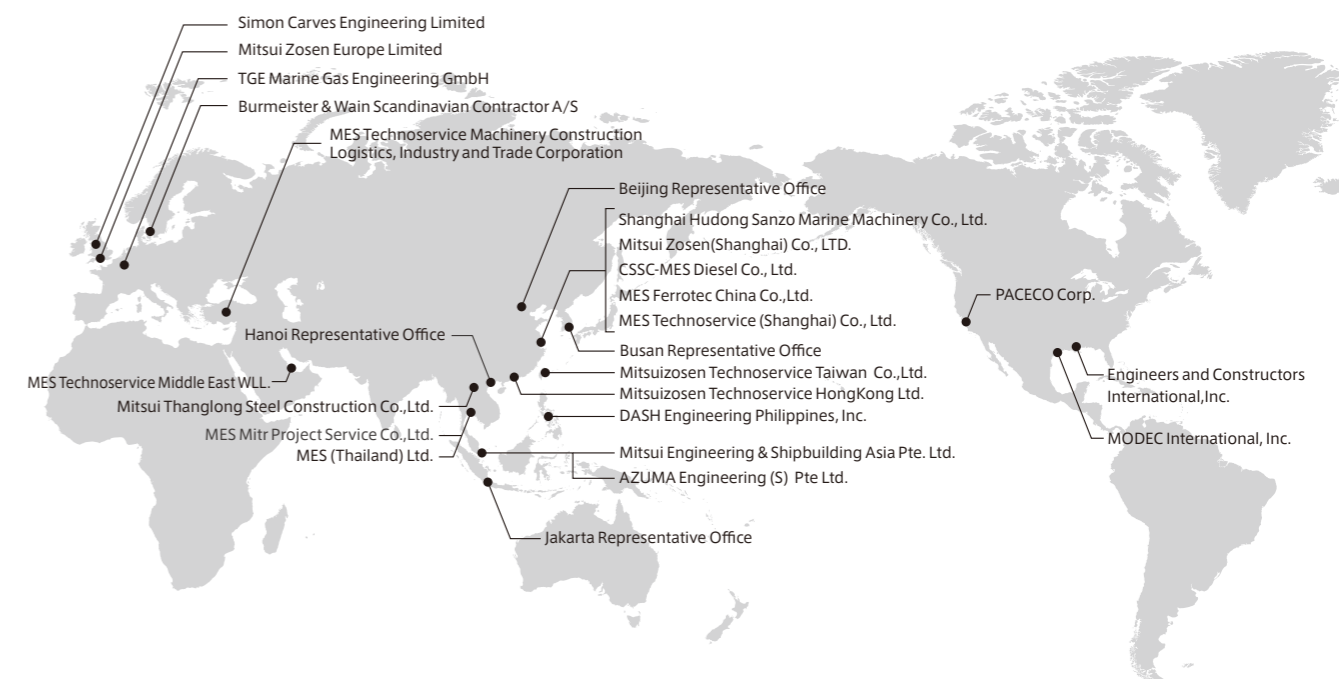 Simon Carves Engineering Limited
Mitsui Zosen Europe Limited
TGE Marine Gas Engineering GmbH
Burmeister & Wain Scandinavian Contractor A/S
MES Technoservice Machinery Construction
Logistics, Industry and Trade Corporation
Beijing Representative Office
Shanghai Hudong Sanzo Marine Machinery Co., Ltd.
Mitsui Zosen(Shanghai) Co., LTD.
CSSC-MES Diesel Co., Ltd.
MES Ferrotec China Co.,Ltd.
MES Technoservice (Shanghai) Co., Ltd.
Busan Representative Office
Mitsuizosen Technoservice Taiwan Co.,Ltd.
Mitsuizosen Technoservice HongKong Ltd.
DASH Engineering Philippines, Inc.
Mitsui Engineering & Shipbuilding Asia Pte. Ltd.
AZUMA Engineering (S) Pte Ltd.
Jakarta Representative Office
Hanoi Representative Office
MES Technoservice Middle East WLL.
Mitsui Thanglong Steel Construction Co.,Ltd.
MES Mitr Project Service Co.,Ltd.
MES (Thailand) Ltd.
PACECO Corp.
Engineers and Constructors
International,Inc.
MODEC International, Inc.